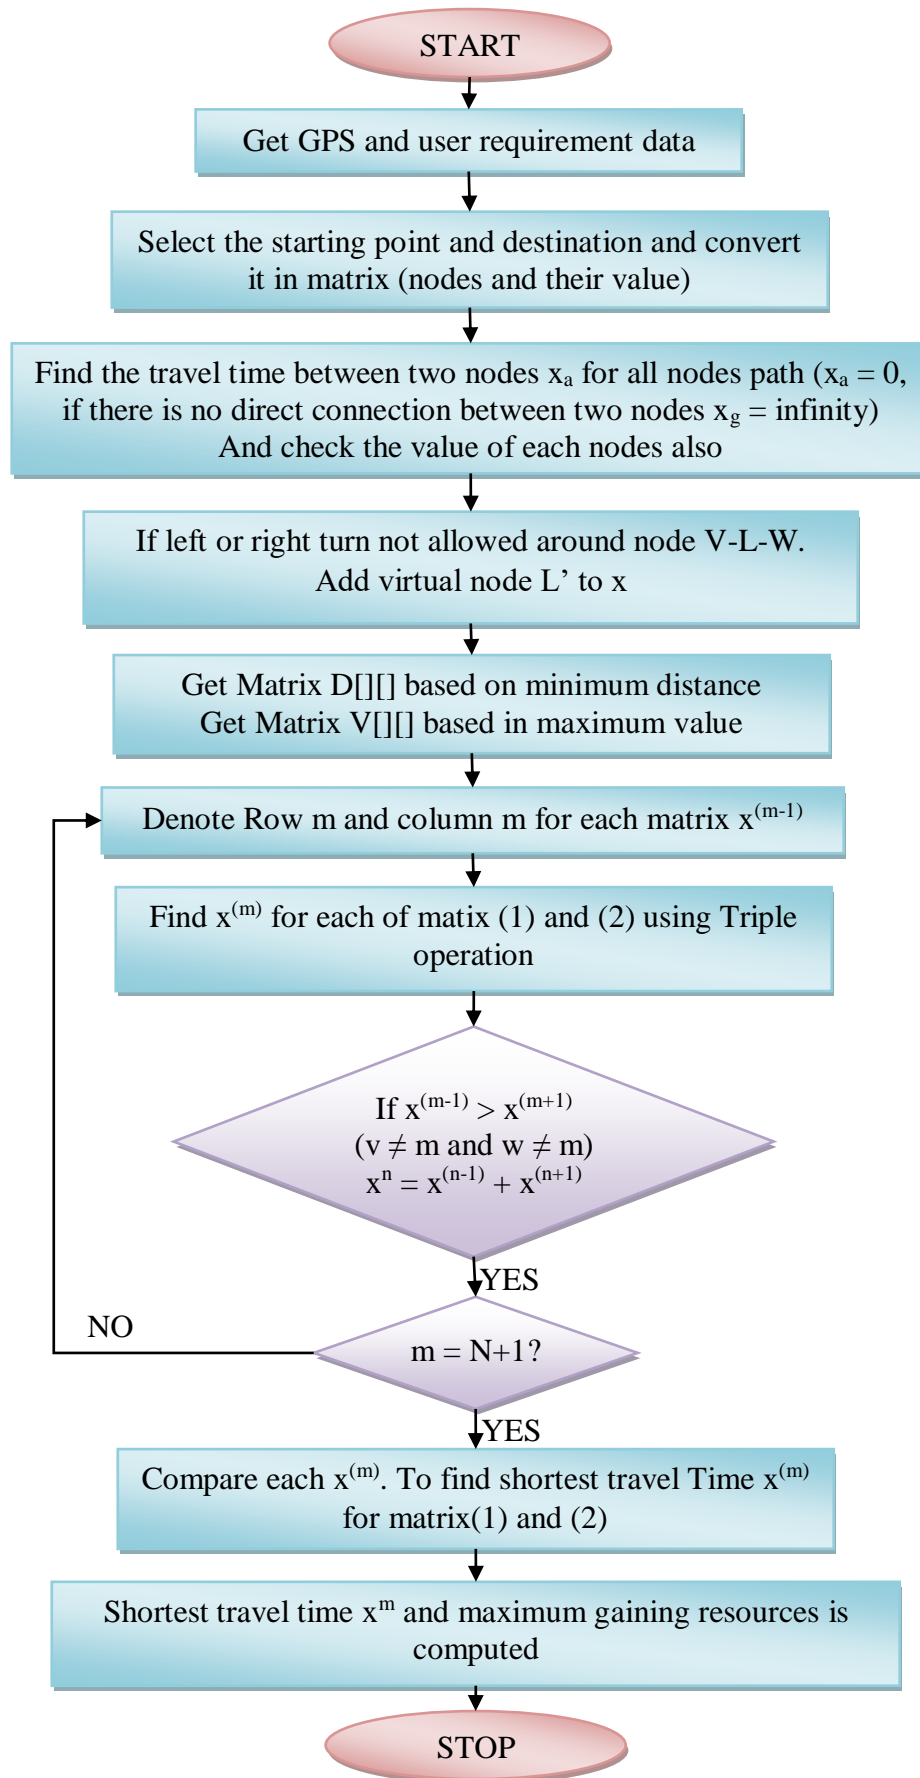 START
Get GPS and user requirement data
Select the starting point and destination and convert
it in matrix (nodes and their value)
Find the travel time between two nodes xₐ for all nodes path (xₐ = 0,
if there is no direct connection between two nodes x_g = infinity)
And check the value of each nodes also
If left or right turn not allowed around node V-L-W.
Add virtual node L’ to x
Get Matrix D[][] based on minimum distance
Get Matrix V[][] based in maximum value
Denote Row m and column m for each matrix x^(m-1)
Find x^(m) for each of matix (1) and (2) using Triple
operation
If x^(m-1) > x^(m+1)
(v ≠ m and w ≠ m)
x^n = x^(n-1) + x^(n+1)
YES
NO
m = N+1?
YES
Compare each x^(m). To find shortest travel Time x^(m)
for matrix(1) and (2)
Shortest travel time x^m and maximum gaining resources is
computed
STOP